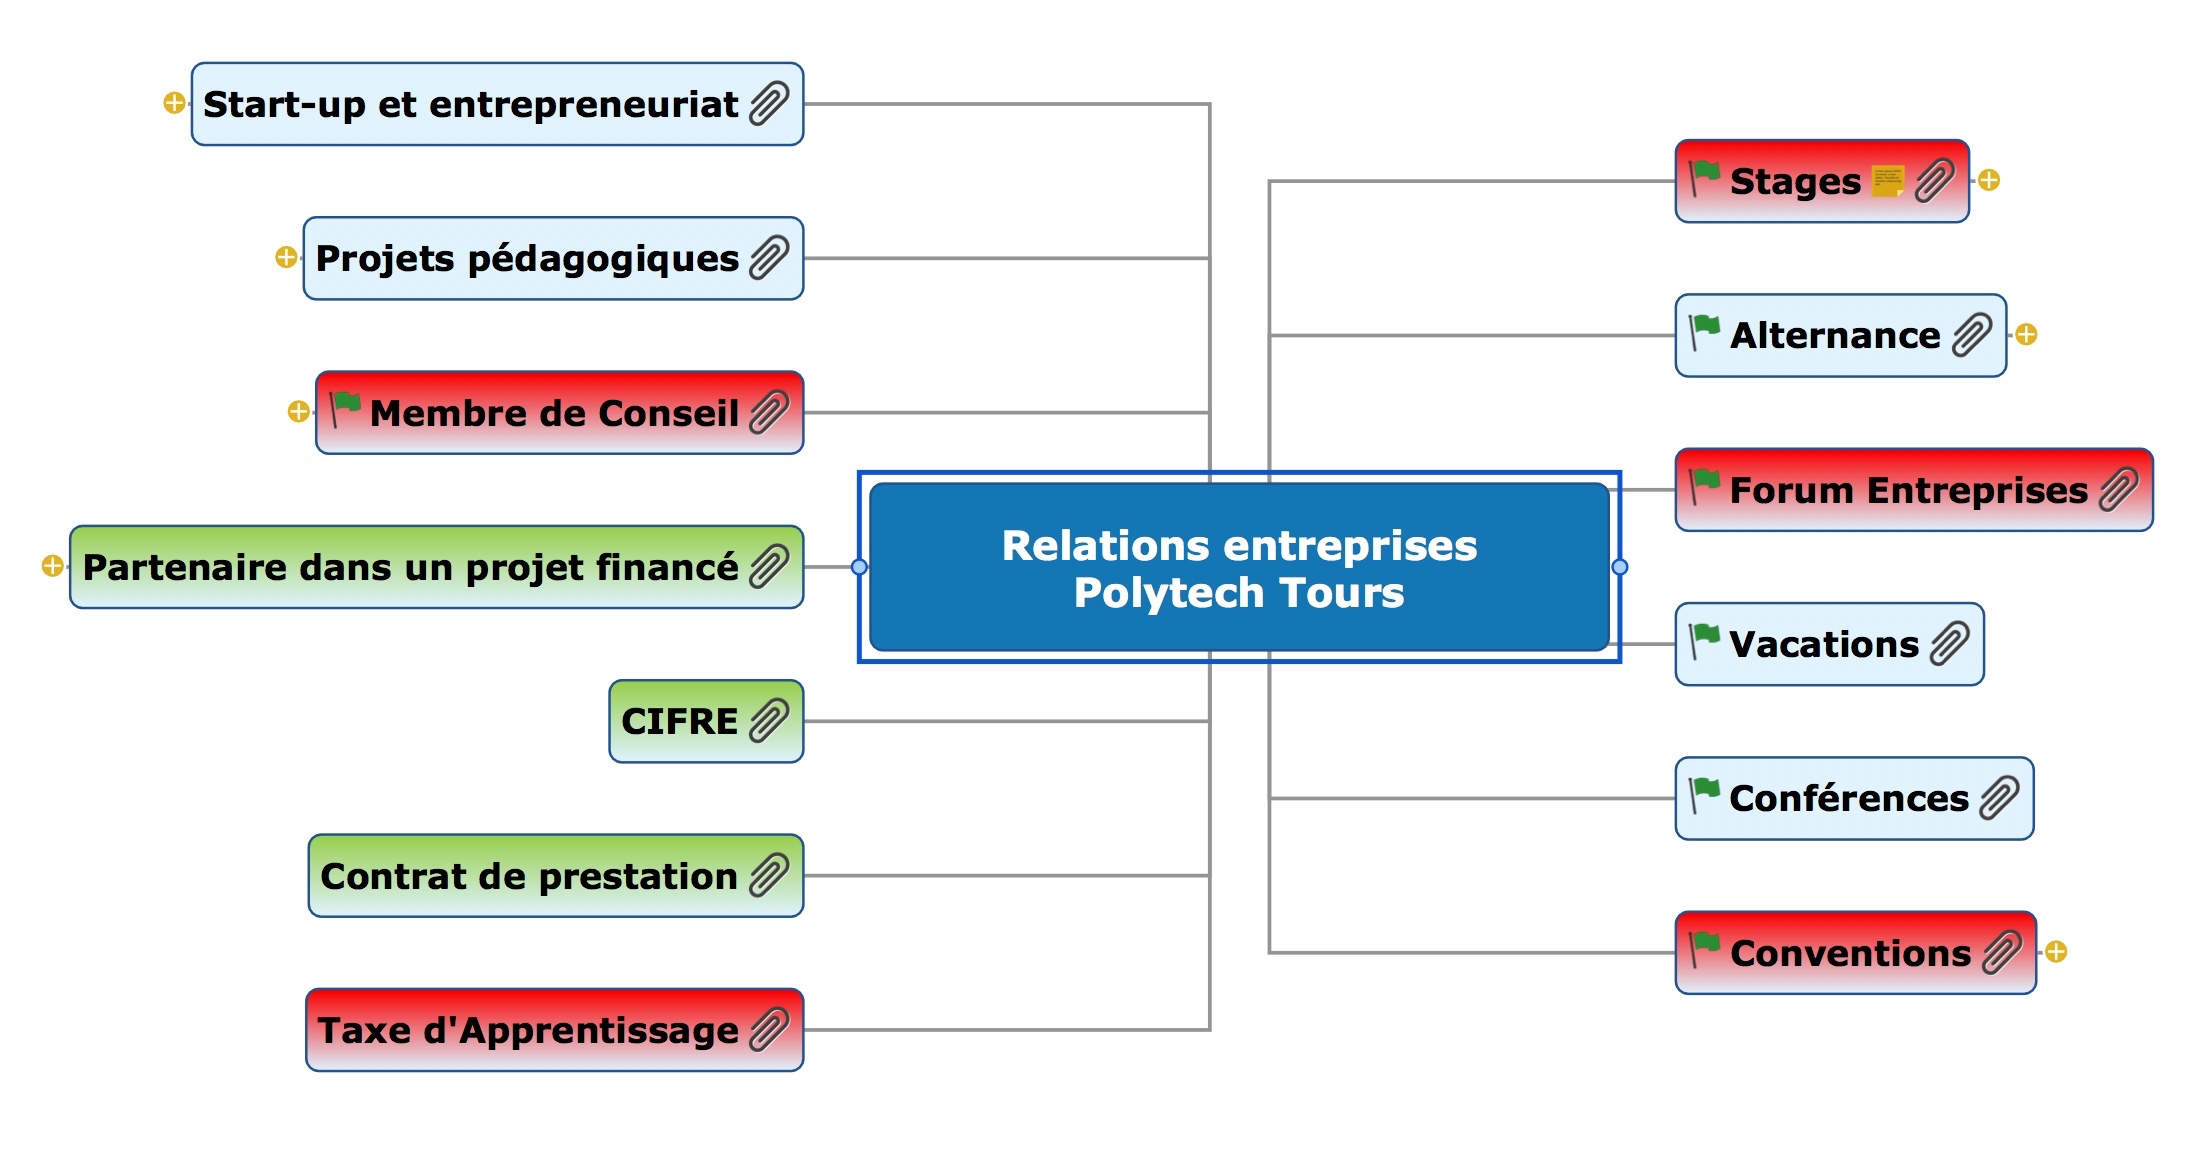 Start-up et entrepreneuriat
Projets pédagogiques
Membre de Conseil
Partenaire dans un projet financé
CIFRE
Contrat de prestation
Taxe d'Apprentissage
Relations entreprises
Polytech Tours
Stages
Alternance
Forum Entreprises
Vacations
Conférences
Conventions